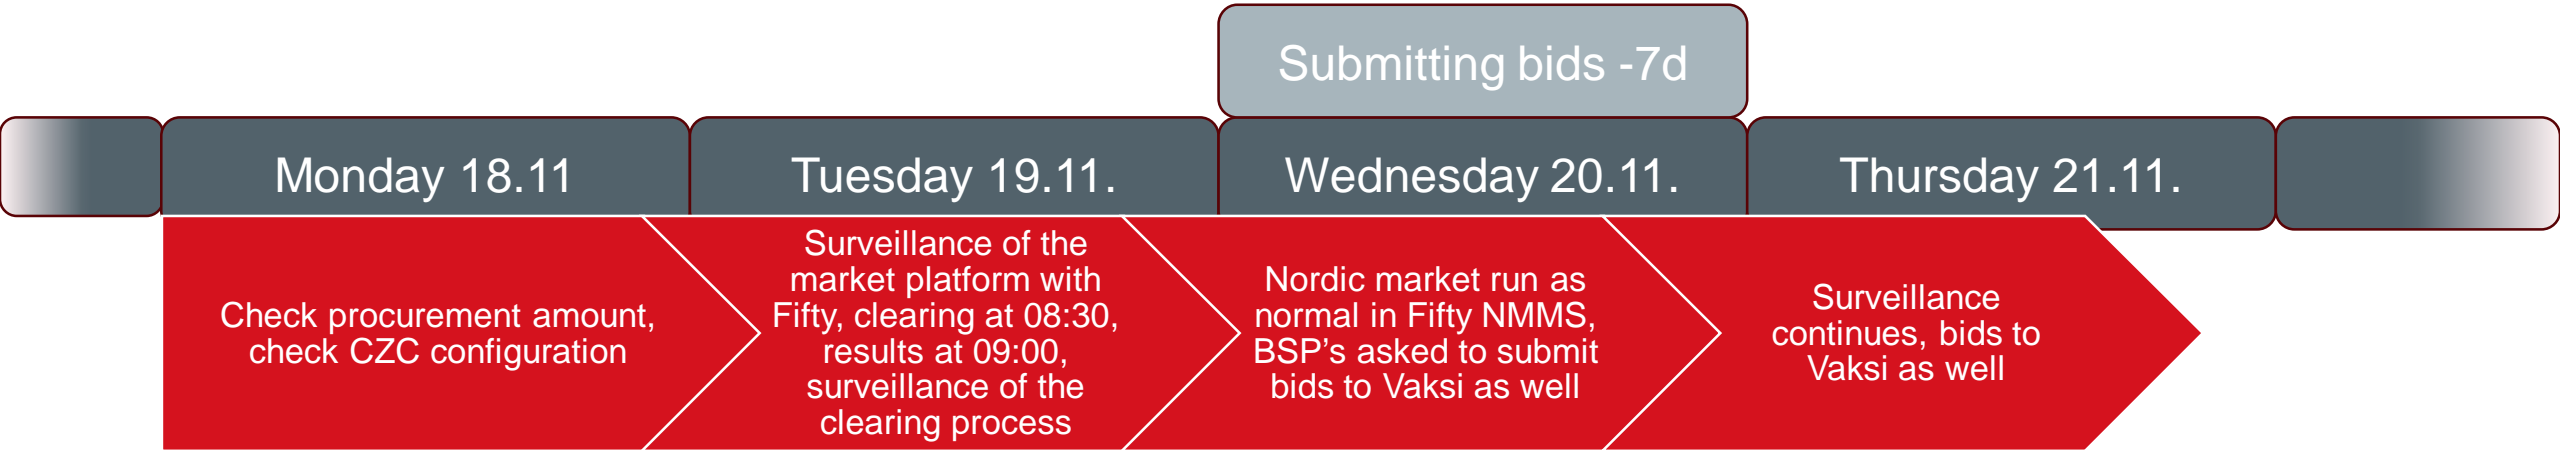 Submitting bids -7d
Monday 18.11
Tuesday 19.11.
Wednesday 20.11.
Thursday 21.11.
Check procurement amount,
check CZC configuration
Surveillance of the
market platform with
Fifty, clearing at 08:30,
results at 09:00,
surveillance of the
clearing process
Nordic market run as
normal in Fifty NMMS,
BSP’s asked to submit
bids to Vaksi as well
Surveillance
continues, bids to
Vaksi as well